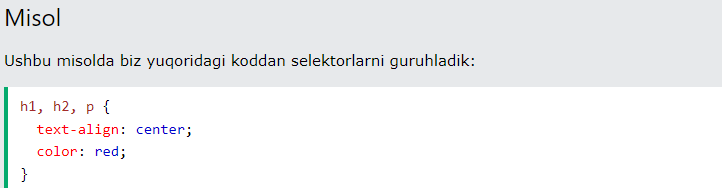 Misol
Ushbu misolda biz yuqoridagi koddan selektorlarni guruhladik:
h1, h2, p {
  text-align: center;
  color: red;
}